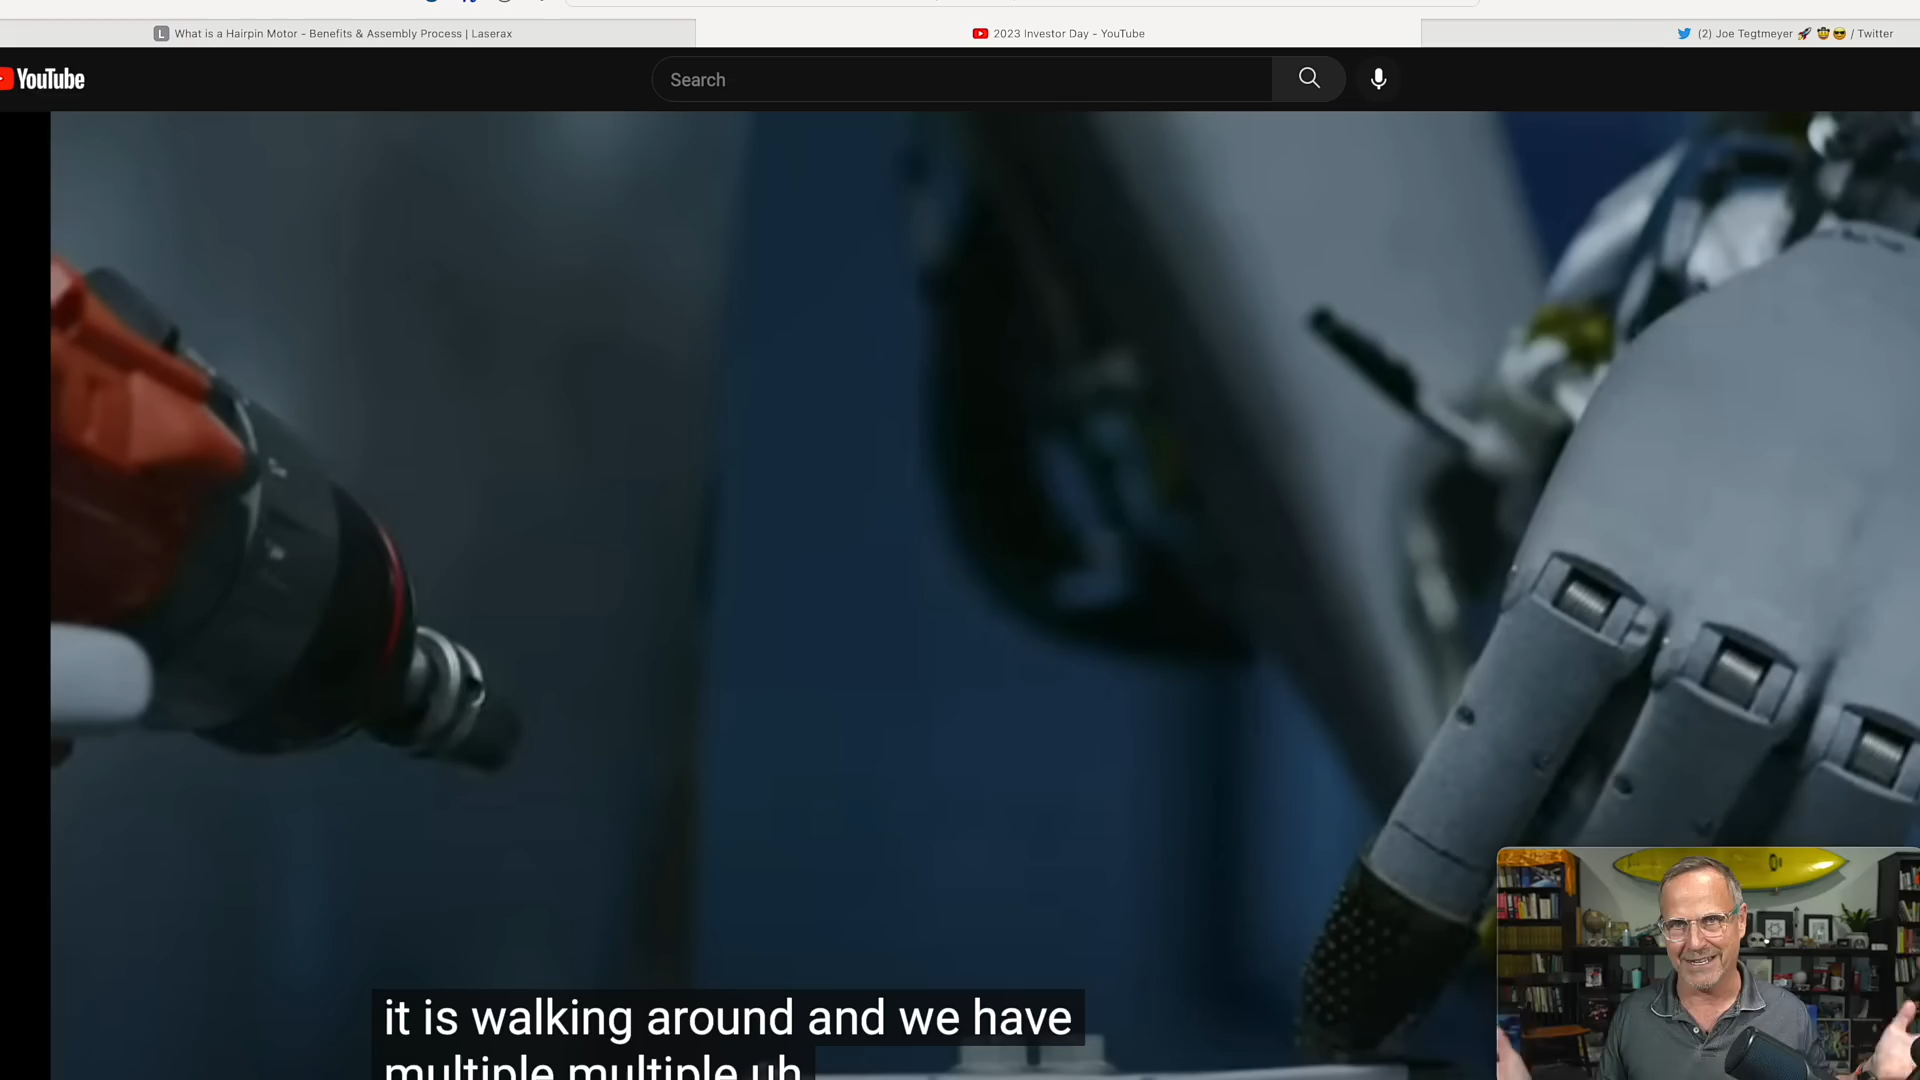 What is a Hairpin Motor - Benefits & Assembly Process | Laserax
2023 Investor Day - YouTube
(2) Joe Tegtmeyer 🚀 🤠😎 / Twitter
YouTube
Search
it is walking around and we have
multiple multiple uh